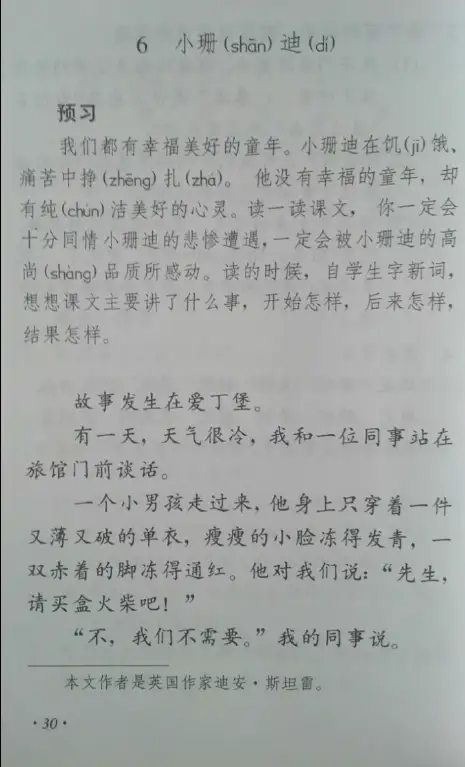 6 小珊(shān)迪(dí)
预习
我们都有幸福美好的童年。小珊迪在饥(jī)饿、
痛苦中挣(zhēng)扎(zhá)。 他没有幸福的童年，却
有纯(chún)洁美好的心灵。读一读课文， 你一定会
十分同情小珊迪的悲惨遭遇，一定会被小珊迪的高
尚(shàng)品质所感动。读的时候， 自学生字新词，
想想课文主要讲了什么事， 开始怎样， 后来怎样，
结果怎样。
故事发生在爱丁堡。
有一天，天气很冷，我和一位同事站在
旅馆门前谈话。
一个小男孩走过来，他身上只穿着一件
又薄又破的单衣，瘦瘦的小脸冻得发青，一
双赤着的脚冻得通红。他对我们说：“先生，
请买盒火柴吧！”
“不，我们不需要。”我的同事说。
本文作者是英国作家迪安·斯坦雷。
·30·